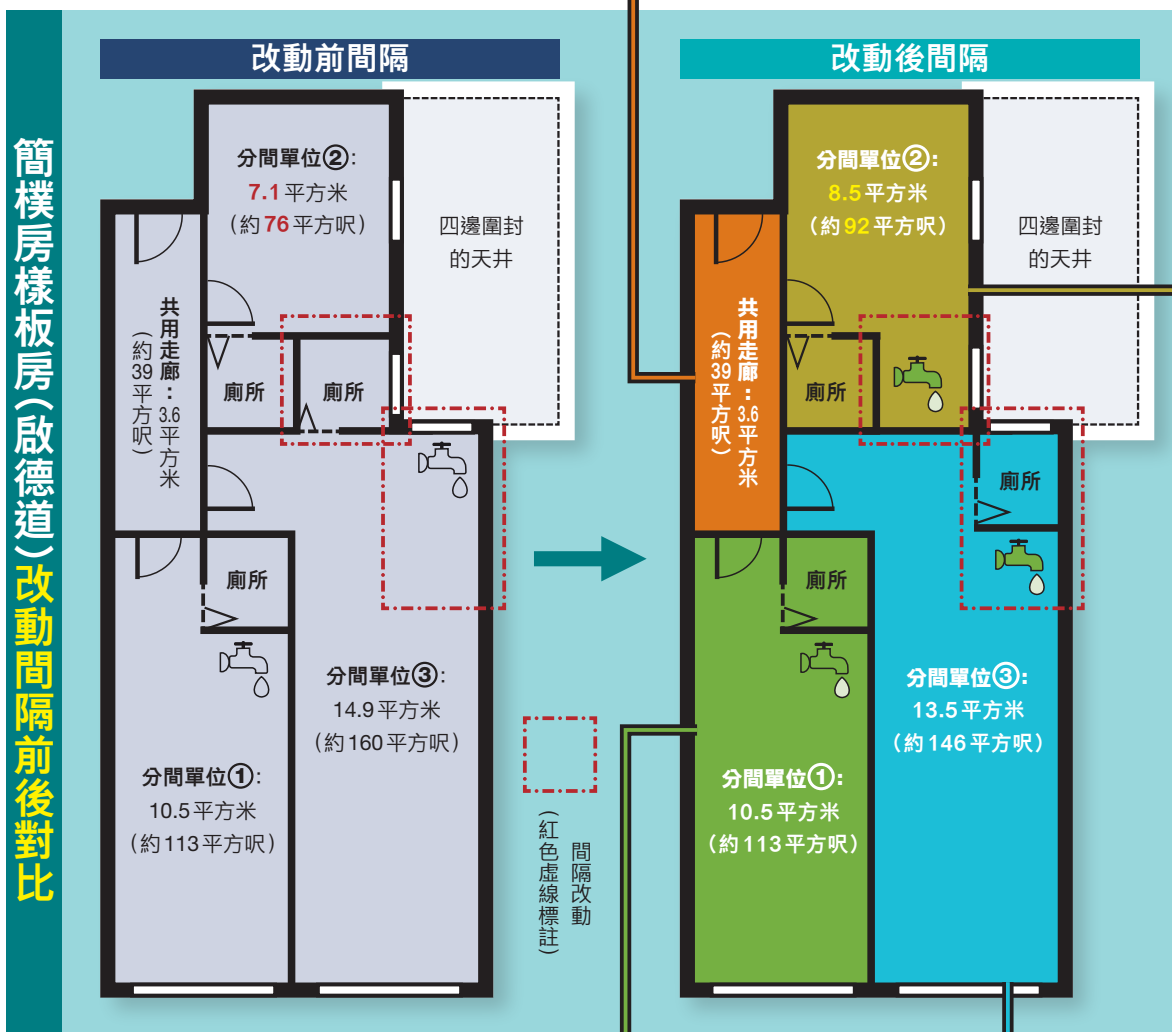 簡樸房樣板房（啟德道）改動間隔前後對比
改動前間隔
分間單位②：
7.1平方米
（約76平方呎）
四邊圍封
的天井
共用走廊：3.6平方米
（約39平方呎）
廁所
廁所
廁所
分間單位③：
14.9平方米
（約160平方呎）
分間單位①：
10.5平方米
（約113平方呎）
間隔改動
（紅色虛線標註）
改動後間隔
分間單位②：
8.5平方米
（約92平方呎）
四邊圍封
的天井
共用走廊：3.6平方米
（約39平方呎）
廁所
廁所
廁所
分間單位③：
13.5平方米
（約146平方呎）
分間單位①：
10.5平方米
（約113平方呎）